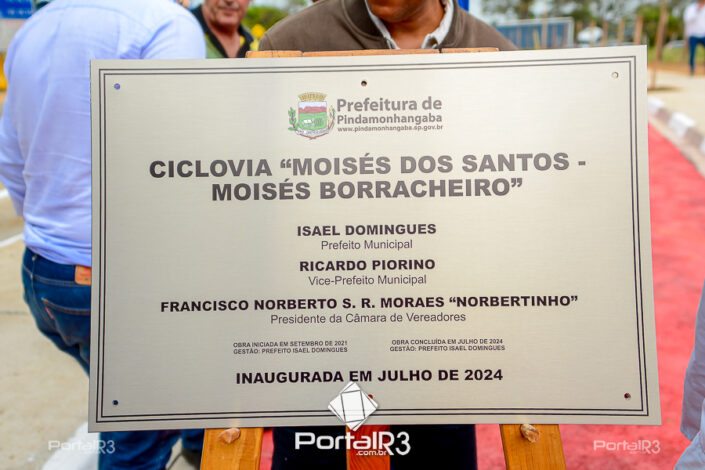 Prefeitura de
Pindamonhangaba
www.pindamonhangaba.sp.gov.br
CICLOVIA “MOISÉS DOS SANTOS -
MOISÉS BORRACHEIRO”
ISAEL DOMINGUES
Prefeito Municipal
RICARDO PIORINO
Vice-Prefeito Municipal
FRANCISCO NORBERTO S. R. MORAES “NORBERTINHO”
Presidente da Câmara de Vereadores
OBRA INICIADA EM SETEMBRO DE 2021
GESTÃO: PREFEITO ISAEL DOMINGUES
OBRA CONCLUÍDA EM JULHO DE 2024
GESTÃO: PREFEITO ISAEL DOMINGUES
INAUGURADA EM JULHO DE 2024
PortalR3
PortalR3
.com.br
PortalR3